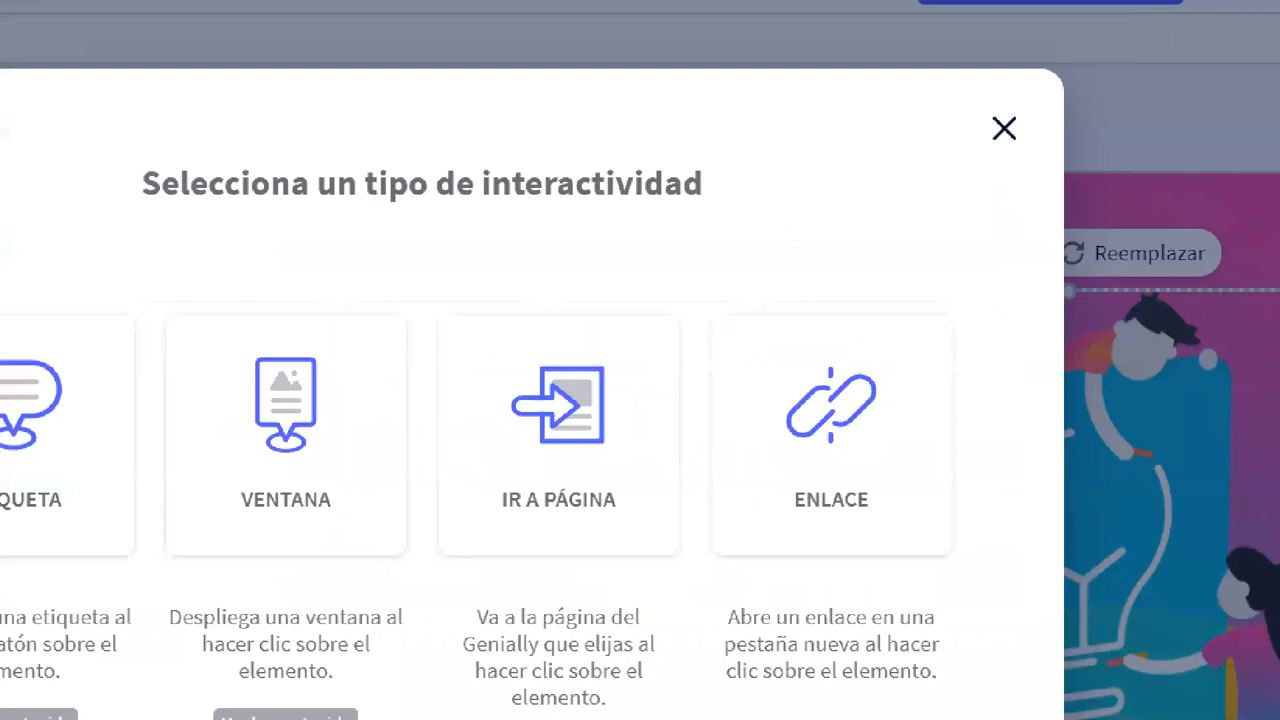 Selecciona un tipo de interactividad
Reemplazar
QUETA
VENTANA
IR A PÁGINA
ENLACE
una etiqueta al
atón sobre el
mento.
Despliega una ventana al
hacer clic sobre el
elemento.
Va a la página del
Genially que elijas al
hacer clic sobre el
elemento.
Abre un enlace en una
pestaña nueva al hacer
clic sobre el elemento.